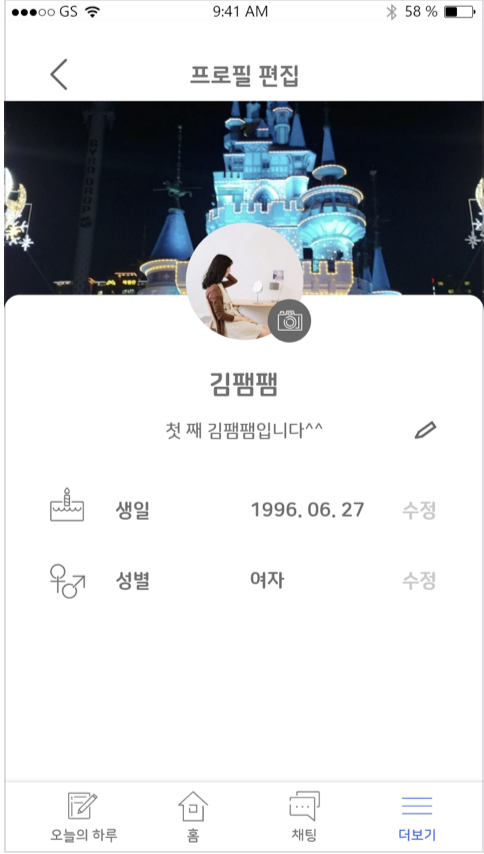 GS 9:41 AM 58 %
프로필 편집
GYRO DROP
김팸팸
첫 째 김팸팸입니다^^
생일 1996. 06. 27 수정
성별 여자 수정
오늘의 하루 홈 채팅 더보기